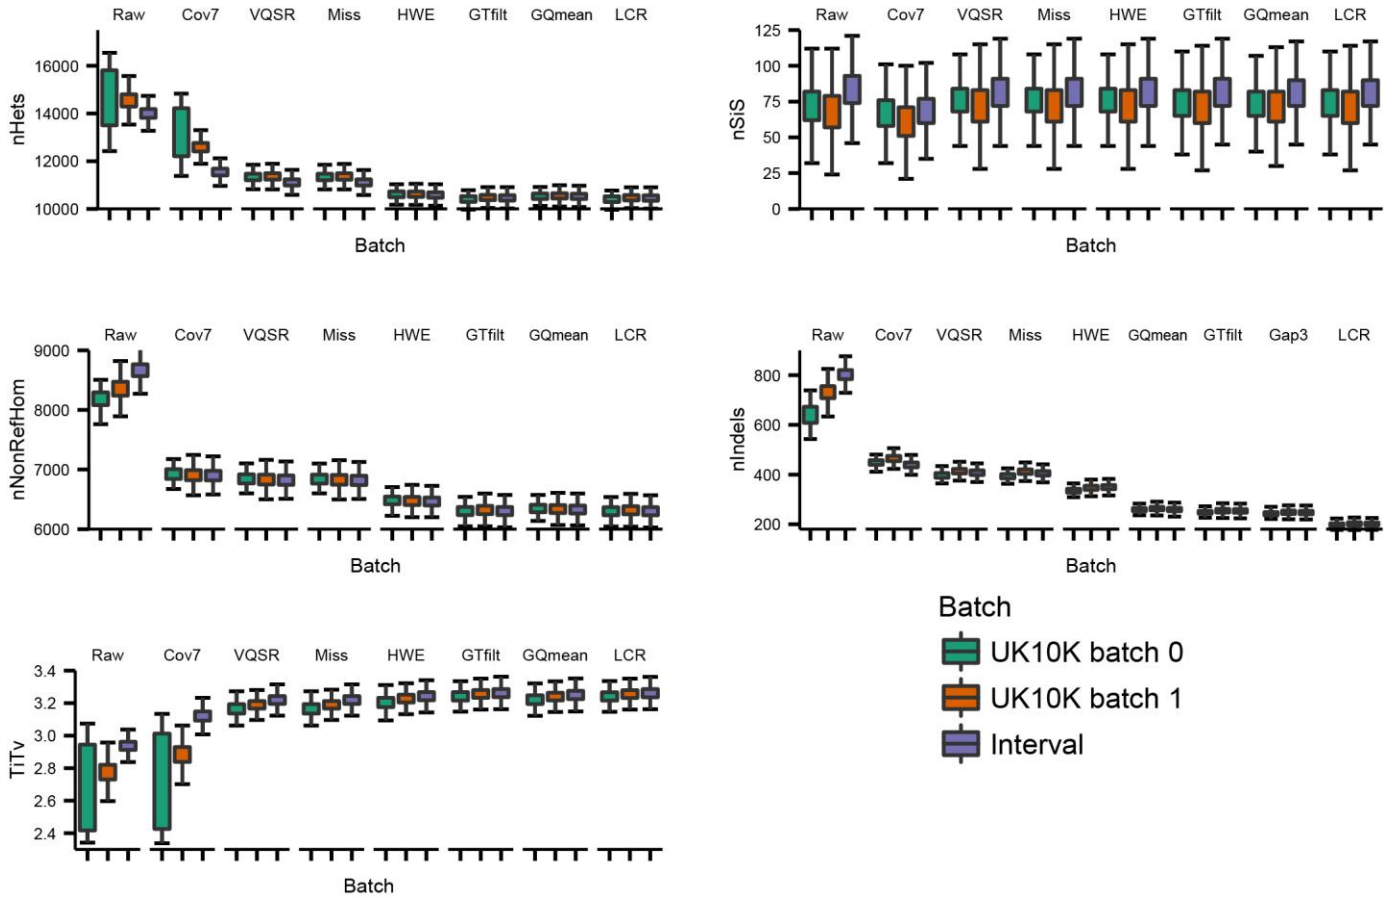 Raw Cov7 VQSR Miss HWE GTfilt GQmean LCR
nHets
16000
14000
12000
10000
Batch
Raw Cov7 VQSR Miss HWE GTfilt GQmean LCR
nSiS
125
100
75
50
25
0
Batch
Raw Cov7 VQSR Miss HWE GTfilt GQmean LCR
nNonRefHom
9000
8000
7000
6000
Batch
Raw Cov7 VQSR Miss HWE GQmean GTfilt Gap3 LCR
nIndels
800
600
400
200
Batch
Raw Cov7 VQSR Miss HWE GTfilt GQmean LCR
TiTv
3.4
3.2
3.0
2.8
2.6
2.4
Batch
Batch
UK10K batch 0
UK10K batch 1
Interval